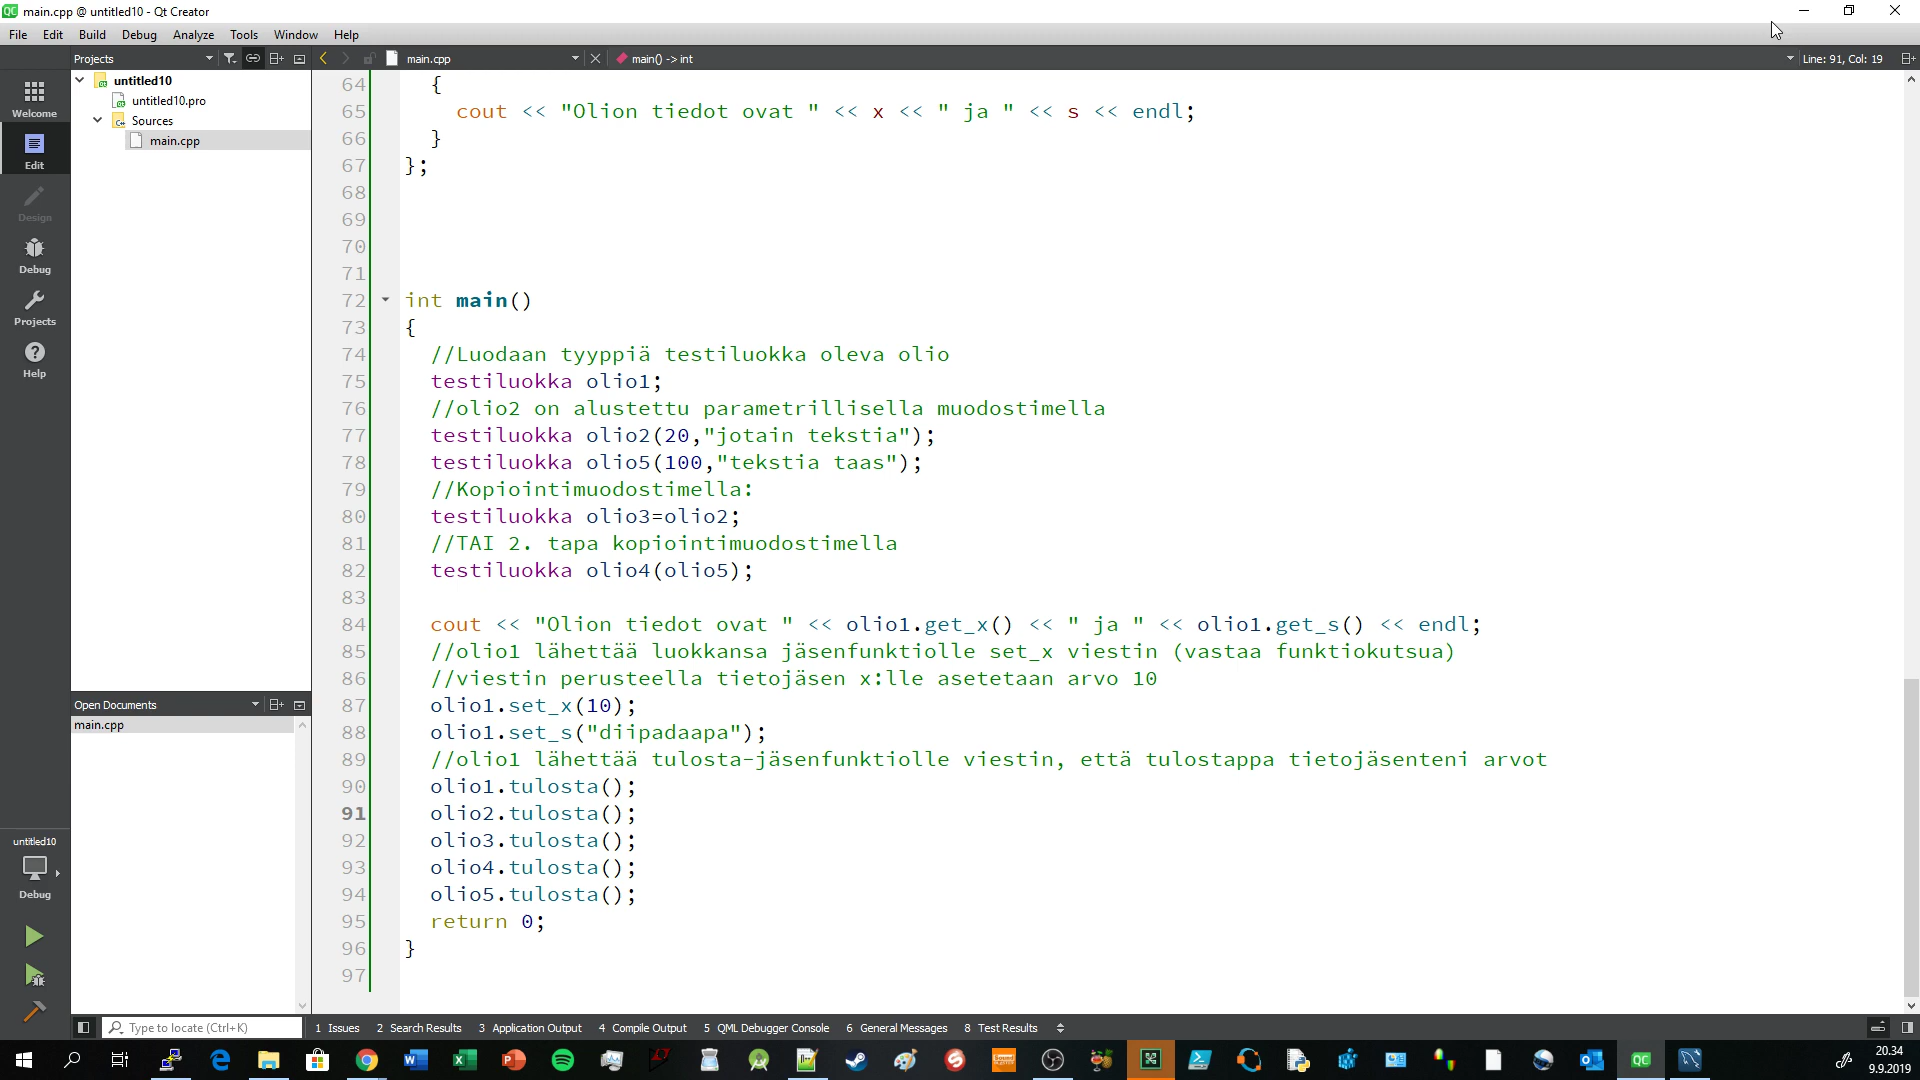 main.cpp @ untitled10 - Qt Creator
File Edit Build Debug Analyze Tools Window Help
Projects main.cpp main() -> int Line: 91, Col: 19
Welcome
Edit
Design
Debug
Projects
Help
untitled10
untitled10.pro
Sources
main.cpp
64 {
65 cout << "Olion tiedot ovat " << x << " ja " << s << endl;
66 }
67 };
68
69
70
71
72 int main()
73 {
74 //Luodaan tyyppiä testiluokka oleva olio
75 testiluokka olio1;
76 //olio2 on alustettu parametrillisella muodostimella
77 testiluokka olio2(20,"jotain tekstia");
78 testiluokka olio5(100,"tekstia taas");
79 //Kopiointimuodostimella:
80 testiluokka olio3=olio2;
81 //TAI 2. tapa kopiointimuodostimella
82 testiluokka olio4(olio5);
83
84 cout << "Olion tiedot ovat " << olio1.get_x() << " ja " << olio1.get_s() << endl;
85 //olio1 lähettää luokkansa jäsenfunktiolle set_x viestin (vastaa funktiokutsua)
86 //viestin perusteella tietojäsen x:lle asetetaan arvo 10
87 olio1.set_x(10);
88 olio1.set_s("diipadaapa");
89 //olio1 lähettää tulosta-jäsenfunktiolle viestin, että tulostappa tietojäsenteni arvot
90 olio1.tulosta();
91 olio2.tulosta();
92 olio3.tulosta();
93 olio4.tulosta();
94 olio5.tulosta();
95 return 0;
96 }
97
Open Documents
main.cpp
untitled10
Debug
Type to locate (Ctrl+K) 1 Issues 2 Search Results 3 Application Output 4 Compile Output 5 QML Debugger Console 6 General Messages 8 Test Results
20.34
9.9.2019